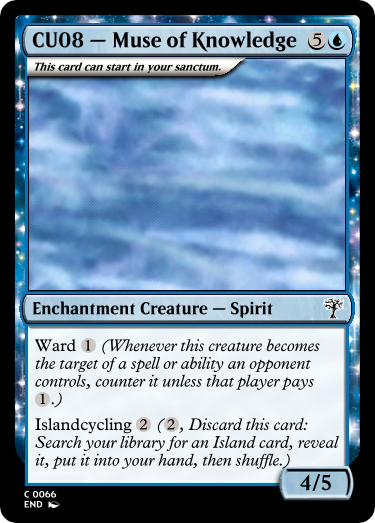 CU08 — Muse of Knowledge 5
This card can start in your sanctum.
Enchantment Creature — Spirit
Ward 1 (Whenever this creature becomes
the target of a spell or ability an opponent
controls, counter it unless that player pays
1.)
Islandcycling 2 (2, Discard this card:
Search your library for an Island card, reveal
it, put it into your hand, then shuffle.)
4/5
C 0066
END